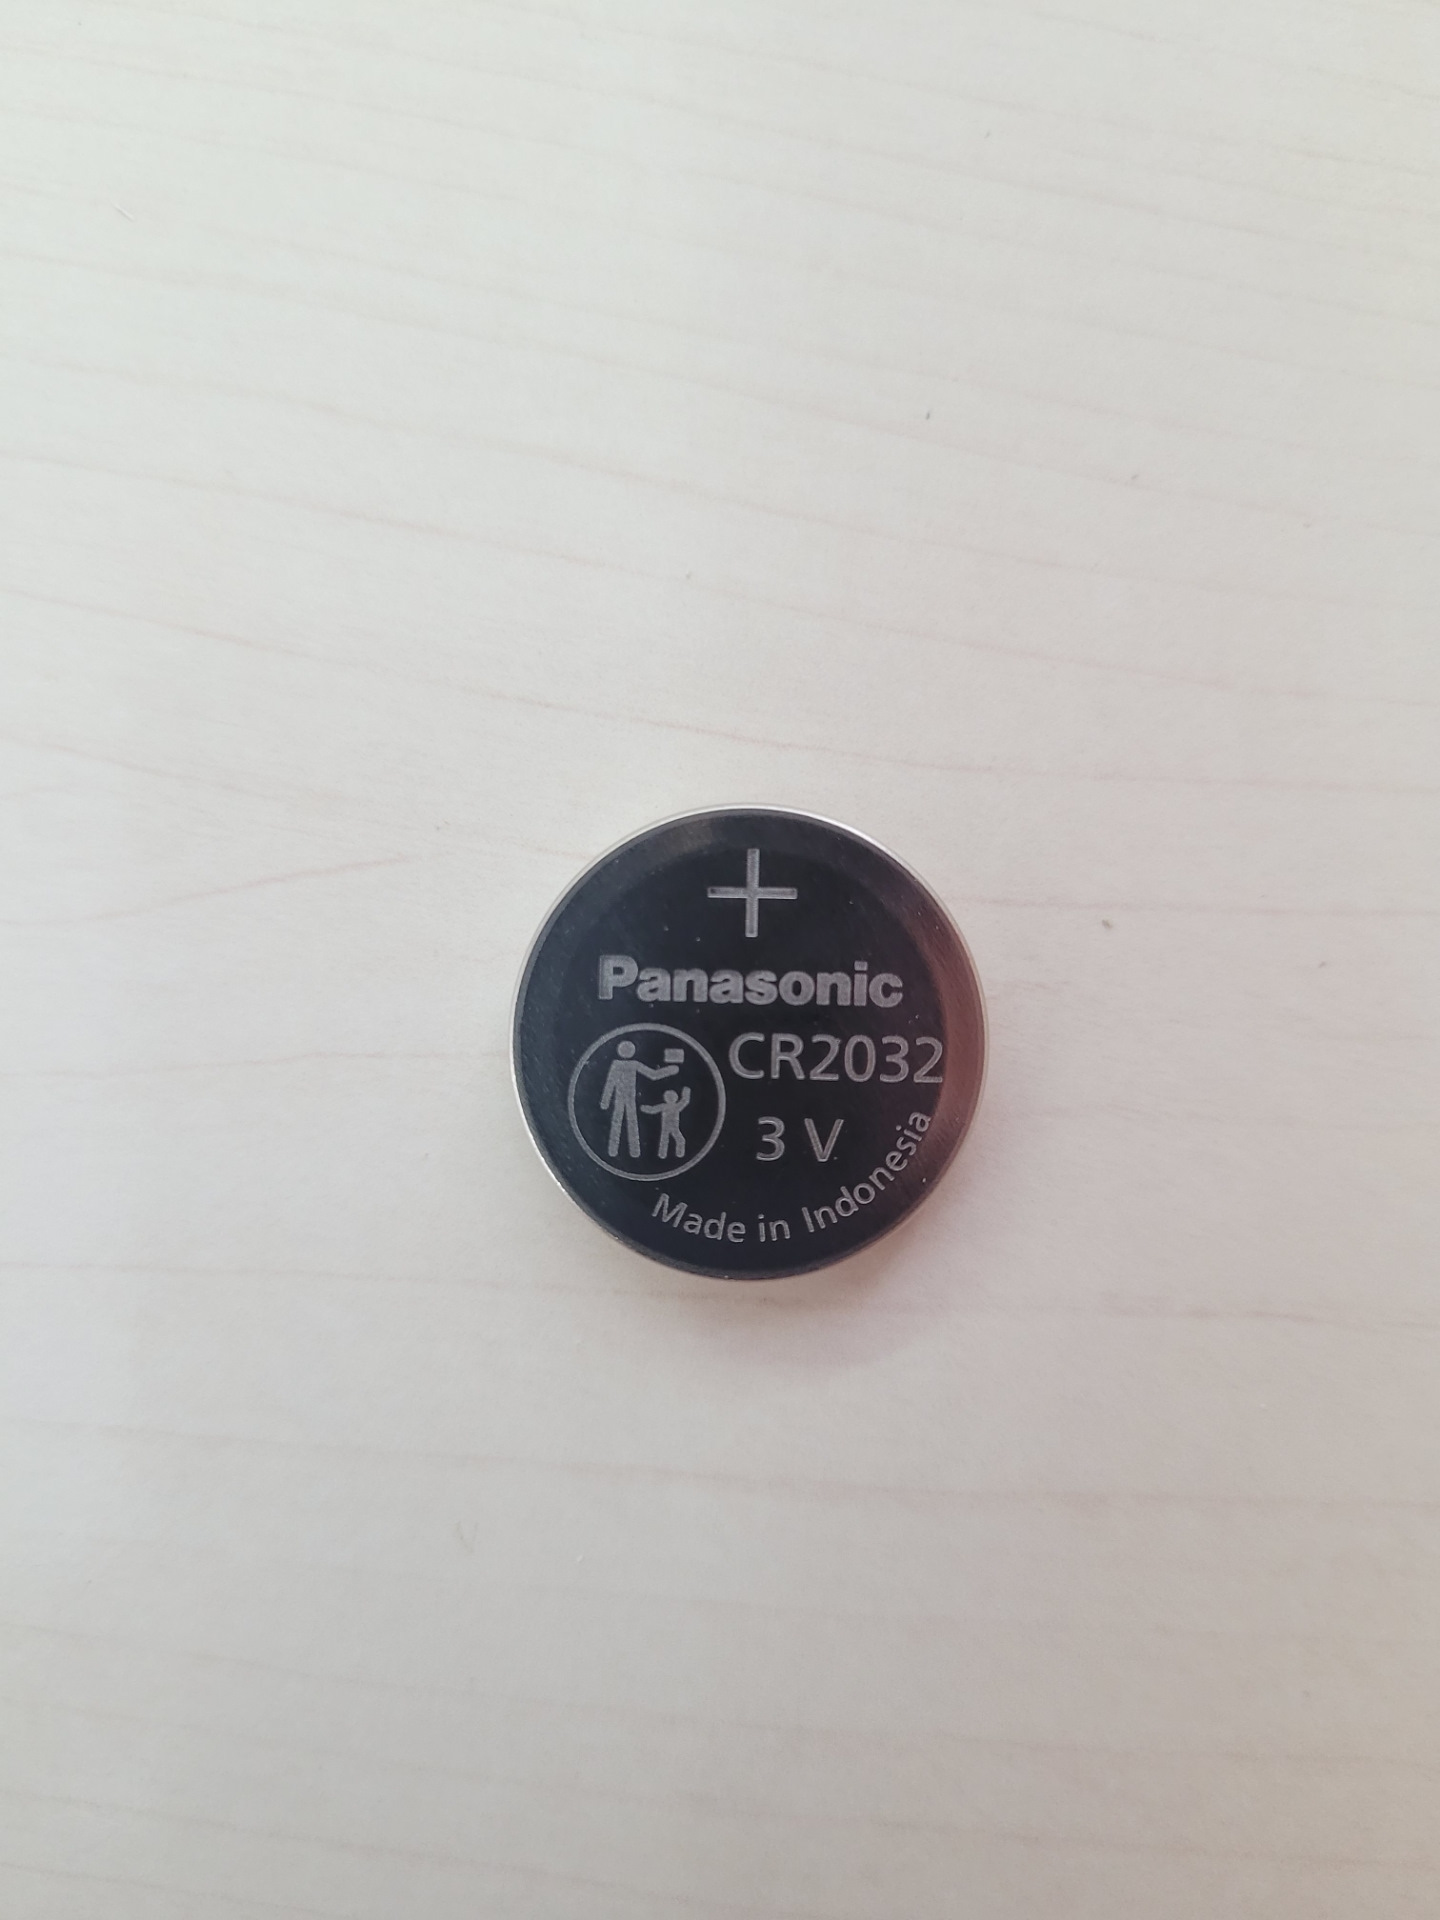 +
Panasonic
CR2032
3 V
Made in Indonesia